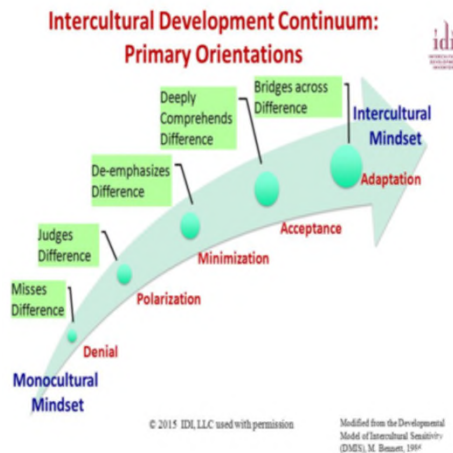 Intercultural Development Continuum:
Primary Orientations
idi
Bridges across
Difference
Intercultural
Mindset
Deeply
Comprehends
Difference
Adaptation
De-emphasizes
Difference
Acceptance
Judges
Difference
Minimization
Misses
Difference
Polarization
Denial
Monocultural
Mindset
© 2015 IDI, LLC used with permission
Modified from the Developmental
Model of Intercultural Sensitivity
(DMIS), M. Bennett,